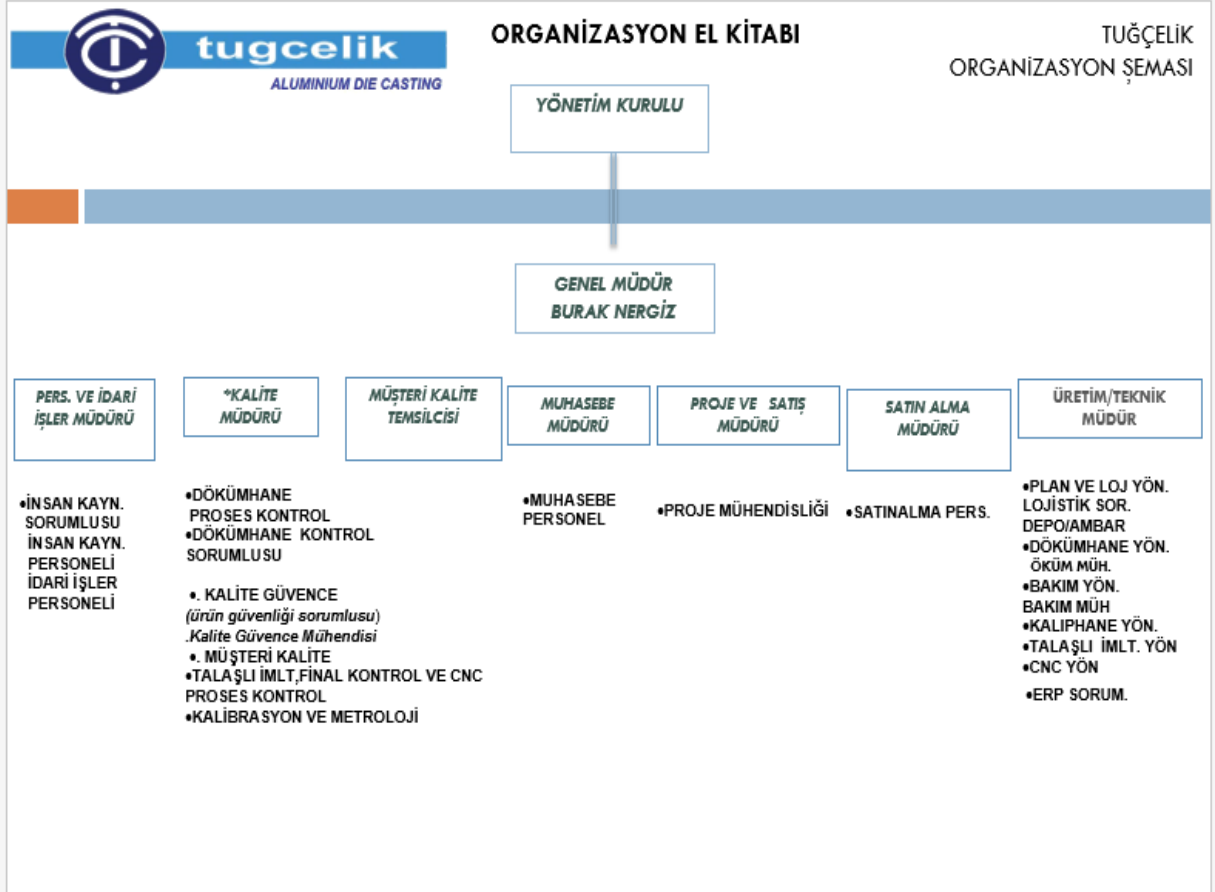 tugcelik
ALUMINIUM DIE CASTING
ORGANİZASYON EL KİTABI
TUĞÇELİK
ORGANİZASYON ŞEMASI
YÖNETİM KURULU
GENEL MÜDÜR
BURAK NERGİZ
PERS. VE İDARİ
İŞLER MÜDÜRÜ
*KALİTE
MÜDÜRÜ
MÜŞTERİ KALİTE
TEMSİLCİSİ
MUHASEBE
MÜDÜRÜ
PROJE VE SATIŞ
MÜDÜRÜ
SATIN ALMA
MÜDÜRÜ
ÜRETİM/TEKNİK
MÜDÜR
•İNSAN KAYN.
SORUMLUSU
İNSAN KAYN.
PERSONELİ
İDARİ İŞLER
PERSONELİ
•DÖKÜMHANE
PROSES KONTROL
•DÖKÜMHANE KONTROL
SORUMLUSU
•. KALİTE GÜVENCE
(ürün güvenliği sorumlusu)
.Kalite Güvence Mühendisi
•. MÜŞTERİ KALİTE
•TALAŞLI İMLT,FİNAL KONTROL VE CNC
PROSES KONTROL
•KALİBRASYON VE METROLOJİ
•MUHASEBE
PERSONEL
•PROJE MÜHENDİSLİĞİ
•SATINALMA PERS.
•PLAN VE LOJ YÖN.
LOJİSTİK SOR.
DEPO/AMBAR
•DÖKÜMHANE YÖN.
ÖKÜM MÜH.
•BAKIM YÖN.
BAKIM MÜH
•KALIPHANE YÖN.
•TALAŞLI İMLT. YÖN
•CNC YÖN
•ERP SORUM.